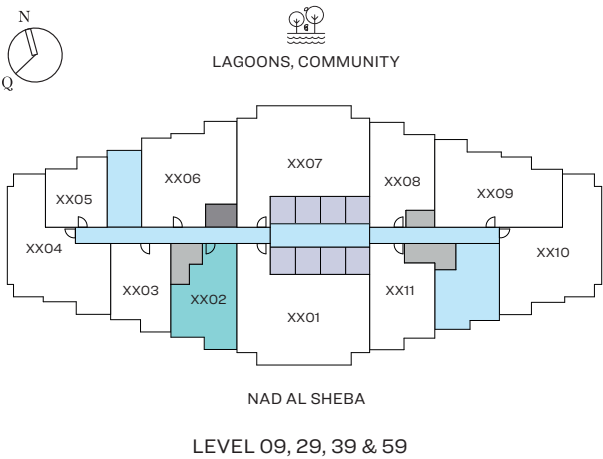 N
Q
LAGOONS, COMMUNITY
XX07
XX06
XX08
XX05
XX09
XX04
XX10
XX03
XX02
XX11
XX01
NAD AL SHEBA
LEVEL 09, 29, 39 & 59